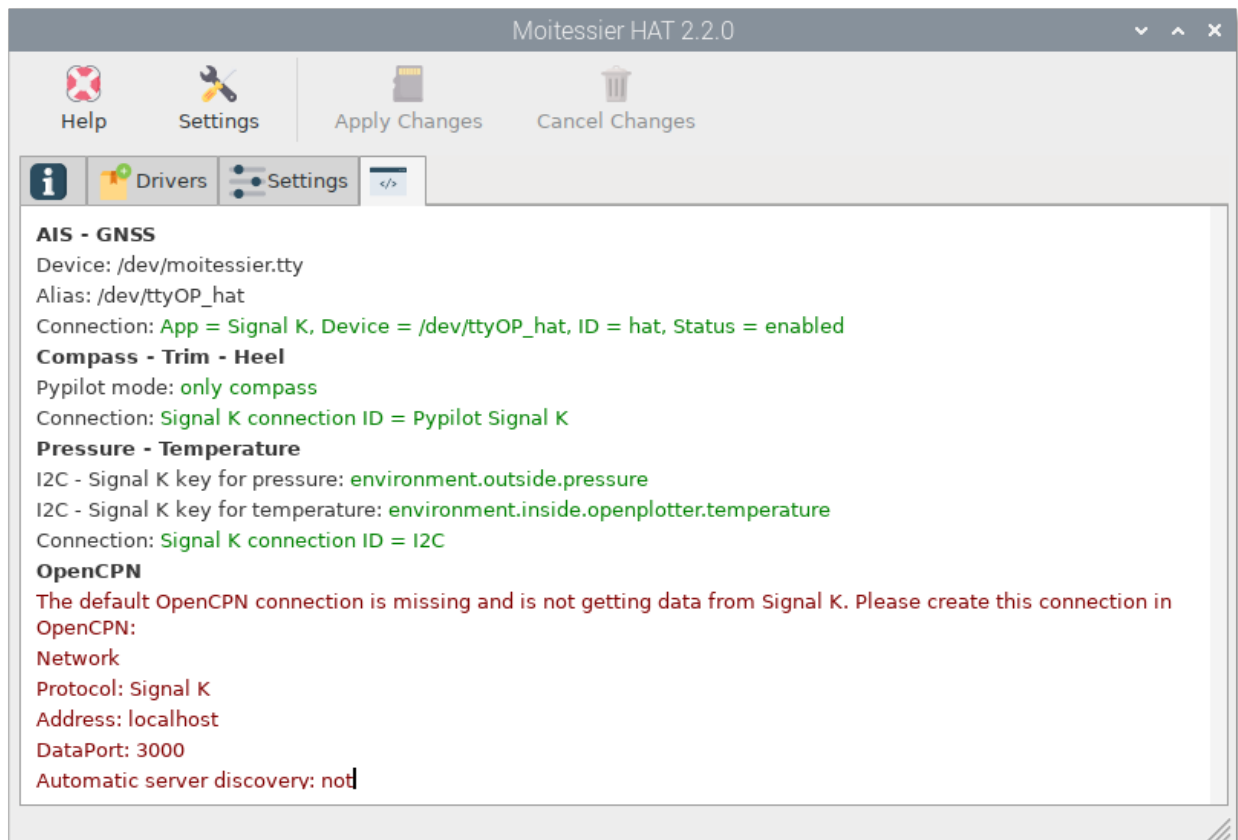 Moitessier HAT 2.2.0
Help
Settings
Apply Changes
Cancel Changes
Drivers
Settings
AIS - GNSS
Device: /dev/moitessier.tty
Alias: /dev/ttyOP_hat
Connection: App = Signal K, Device = /dev/ttyOP_hat, ID = hat, Status = enabled
Compass - Trim - Heel
Pypilot mode: only compass
Connection: Signal K connection ID = Pypilot Signal K
Pressure - Temperature
I2C - Signal K key for pressure: environment.outside.pressure
I2C - Signal K key for temperature: environment.inside.openplotter.temperature
Connection: Signal K connection ID = I2C
OpenCPN
The default OpenCPN connection is missing and is not getting data from Signal K. Please create this connection in
OpenCPN:
Network
Protocol: Signal K
Address: localhost
DataPort: 3000
Automatic server discovery: not